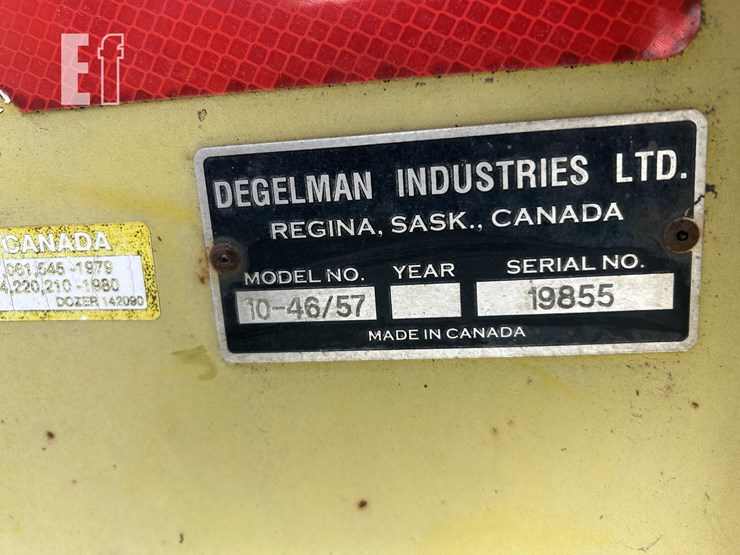 Ef
DEGELMAN INDUSTRIES LTD.
REGINA, SASK., CANADA
MODEL NO. YEAR SERIAL NO.
10-46/57 19855
MADE IN CANADA
CANADA
061,545-1979
4,220,210-1980
DOZER 142090